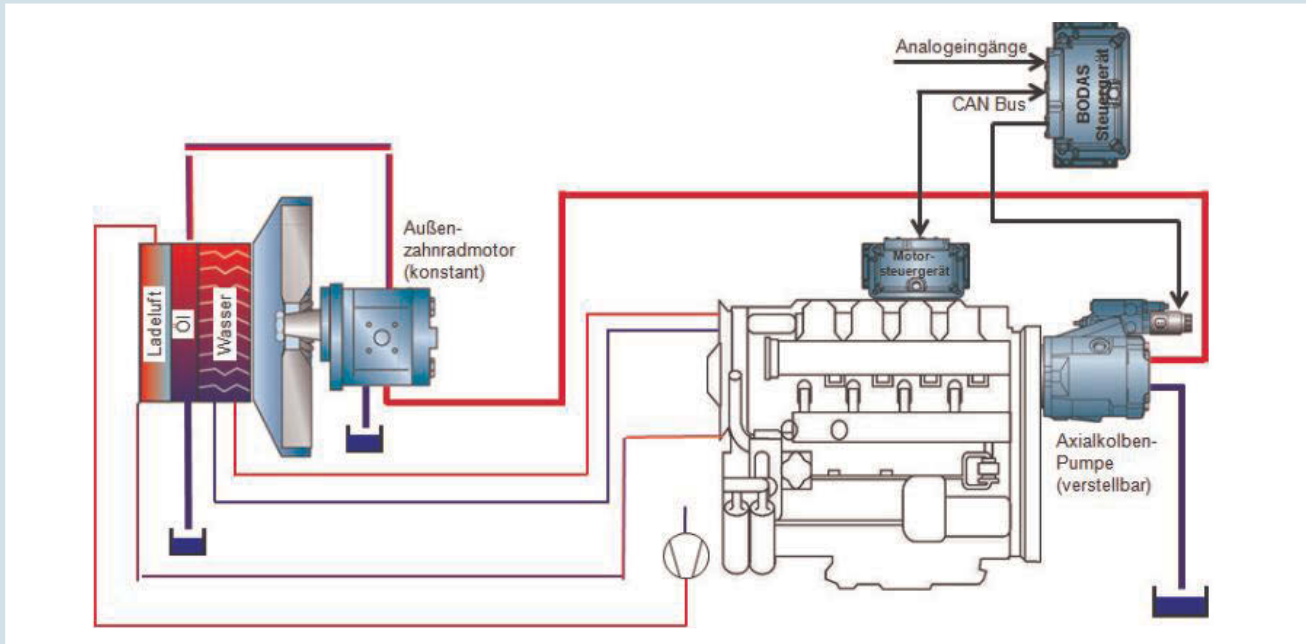 Analogeingänge
CAN Bus
BODAS
Steuergerät
Außen-
zahnradmotor
(konstant)
Motor-
steuergerät
Ladeluft
Öl
Wasser
Axialkolben-
Pumpe
(verstellbar)